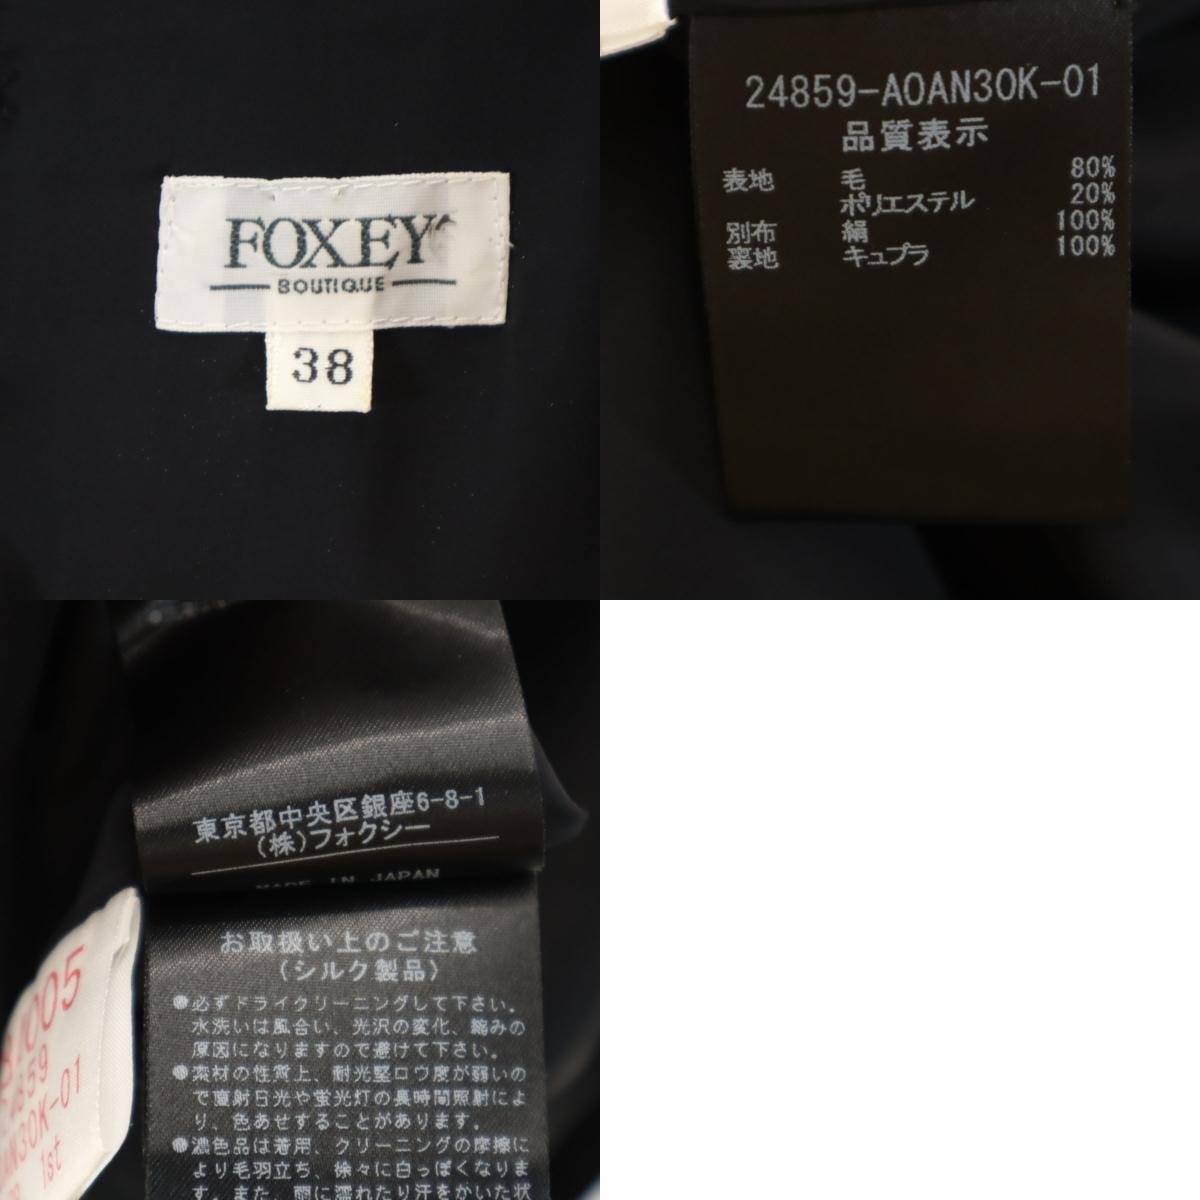 FOXEY
BOUTIQUE
38
24859-A0AN30K-01
品質表示
表地 毛 80%
ポリエステル 20%
別布 絹 100%
裏地 キュプラ 100%
東京都中央区銀座6-8-1
(株)フォクシー
MADE IN JAPAN
お取扱い上のご注意
(シルク製品)
●必ずドライクリーニングして下さい。
水洗いは風合い、光沢の変化、縮みの
原因になりますので避けて下さい。
●素材の性質上、耐光堅ロウ度が弱いの
で直射日光や蛍光灯の長時間照射によ
り、色あせすることがあります。
●濃色品は着用、クリーニングの摩擦に
より毛羽立ち、徐々に白っぽくなりま
す。また、雨に濡れたり汗をかいた状
1005
859
AN30K-01
1st